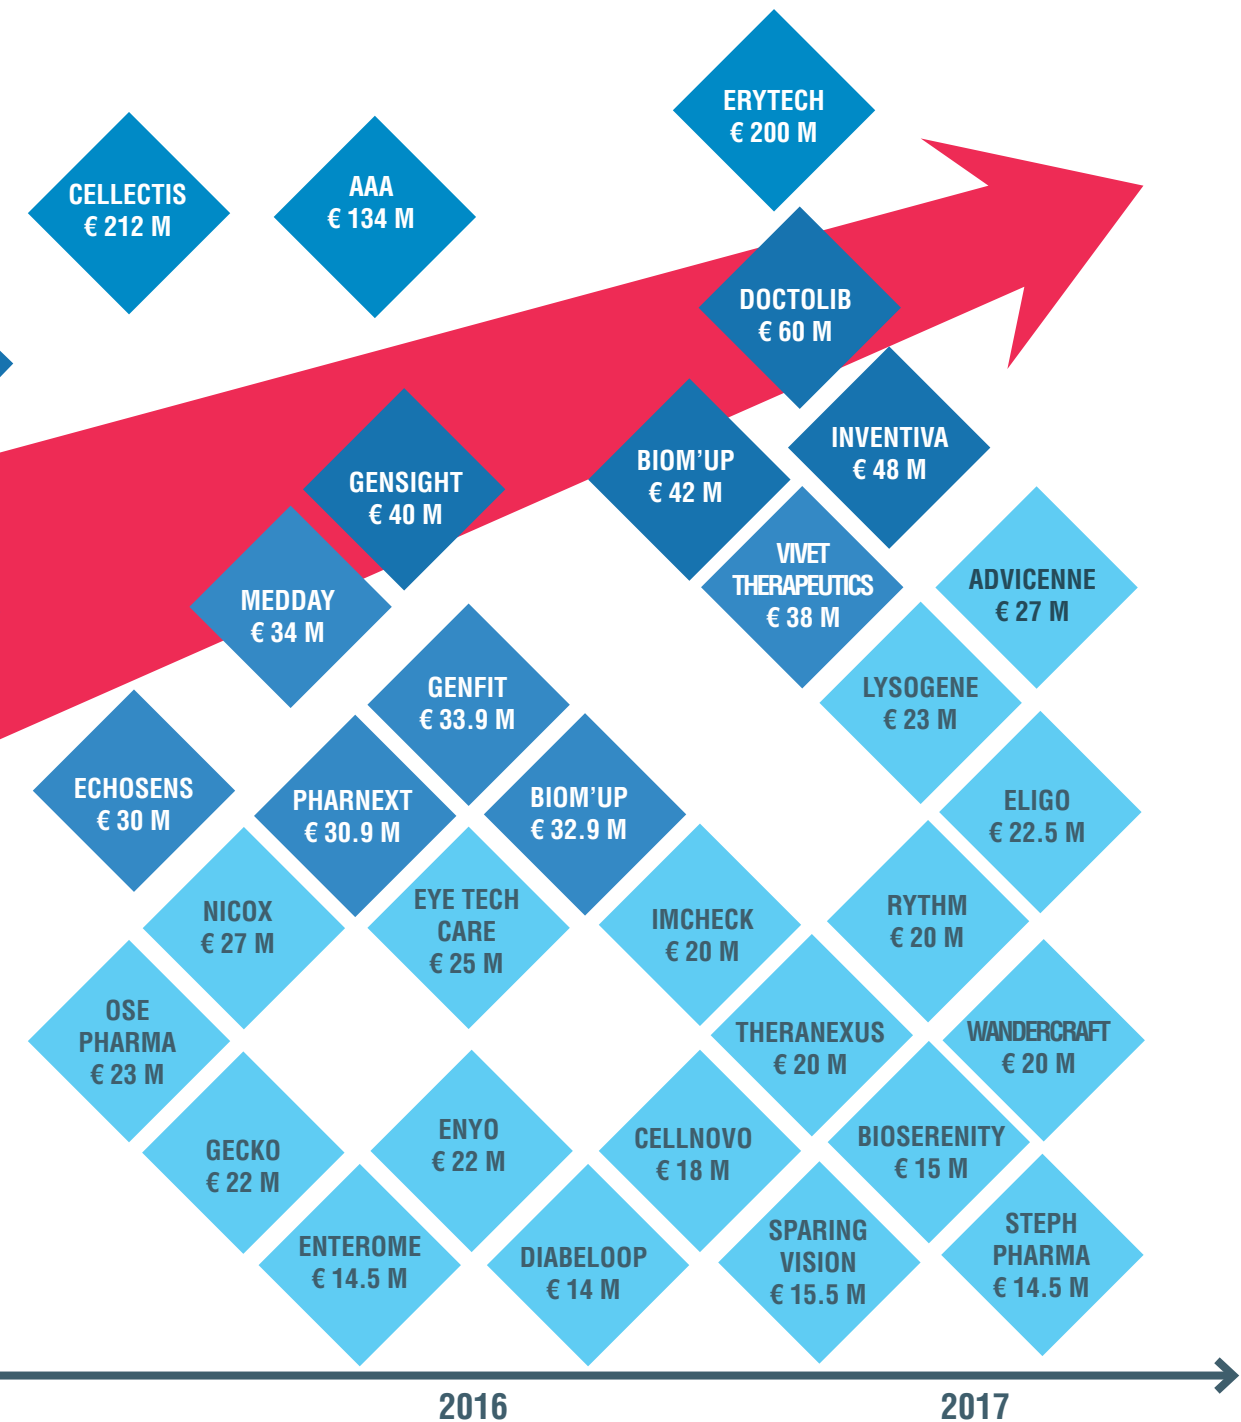 ERYTECH
€ 200 M
CELLECTIS
€ 212 M
AAA
€ 134 M
DOCTOLIB
€ 60 M
INVENTIVA
€ 48 M
BIOM'UP
€ 42 M
GENSIGHT
€ 40 M
VIVET
THERAPEUTICS
€ 38 M
ADVICENNE
€ 27 M
MEDDAY
€ 34 M
GENFIT
€ 33.9 M
LYSOGENE
€ 23 M
ECHOSENS
€ 30 M
PHARNEXT
€ 30.9 M
BIOM'UP
€ 32.9 M
ELIGO
€ 22.5 M
NICOX
€ 27 M
EYE TECH
CARE
€ 25 M
IMCHECK
€ 20 M
RYTHM
€ 20 M
OSE
PHARMA
€ 23 M
THERANEXUS
€ 20 M
WANDERCRAFT
€ 20 M
GECKO
€ 22 M
ENYO
€ 22 M
CELLNOVO
€ 18 M
BIOSERENITY
€ 15 M
ENTEROME
€ 14.5 M
DIABELOOP
€ 14 M
SPARING
VISION
€ 15.5 M
STEPH
PHARMA
€ 14.5 M
2016
2017